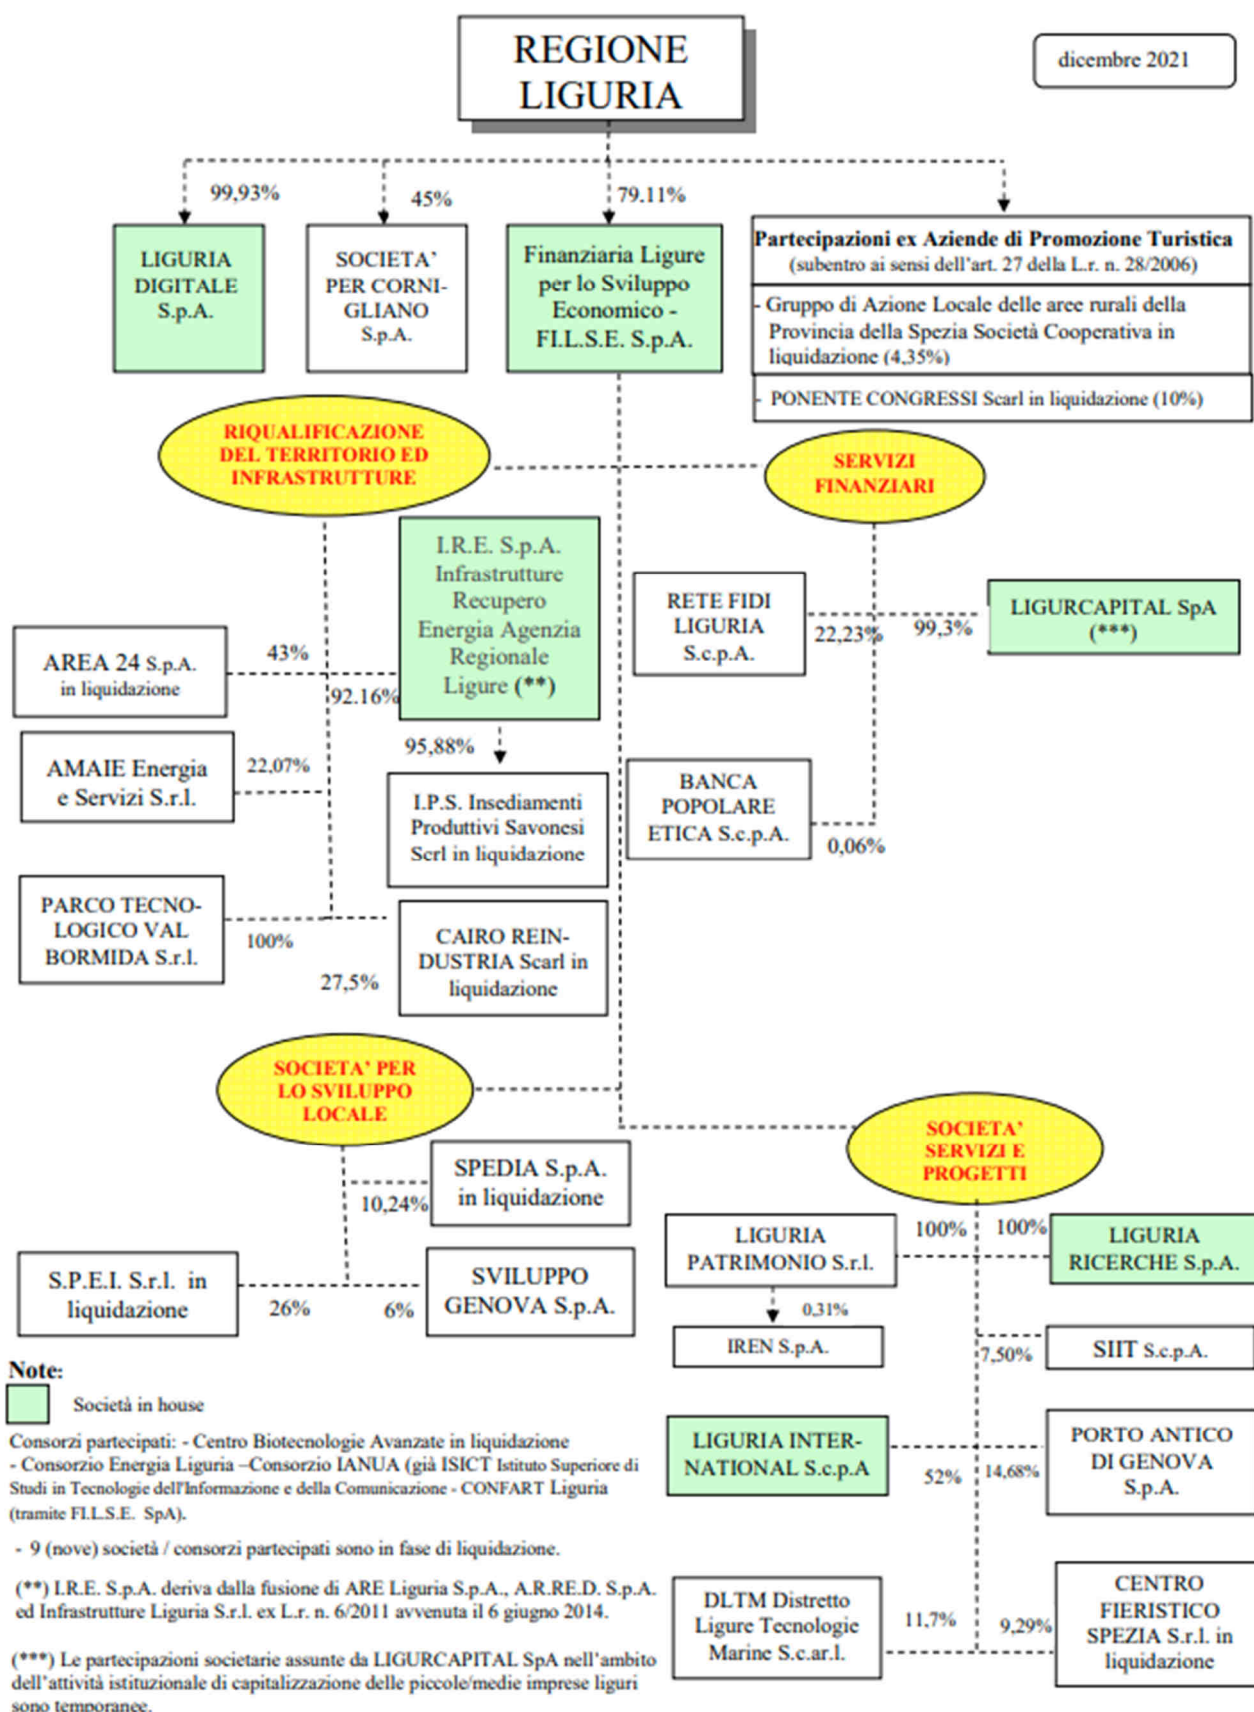 REGIONE
LIGURIA
dicembre 2021
99,93%
45%
79.11%
LIGURIA
DIGITALE
S.p.A.
SOCIETA'
PER CORNI-
GLIANO
S.p.A.
Finanziaria Ligure
per lo Sviluppo
Economico -
FI.L.S.E. S.p.A.
Partecipazioni ex Aziende di Promozione Turistica
(subentro ai sensi dell'art. 27 della L.r. n. 28/2006)
- Gruppo di Azione Locale delle aree rurali della
Provincia della Spezia Società Cooperativa in
liquidazione (4,35%)
- PONENTE CONGRESSI Scarl in liquidazione (10%)
RIQUALIFICAZIONE
DEL TERRITORIO ED
INFRASTRUTTURE
SERVIZI
FINANZIARI
I.R.E. S.p.A.
Infrastrutture
Recupero
Energia Agenzia
Regionale
Ligure (**)
RETE FIDI
LIGURIA
S.c.p.A.
22,23%
99,3%
LIGURCAPITAL SpA
(***)
AREA 24 S.p.A.
in liquidazione
43%
92.16%
95,88%
AMAIE Energia
e Servizi S.r.l.
22,07%
I.P.S. Insediamenti
Produttivi Savonesi
Scrl in liquidazione
BANCA
POPOLARE
ETICA S.c.p.A.
0,06%
PARCO TECNO-
LOGICO VAL
BORMIDA S.r.l.
100%
27,5%
CAIRO REIN-
DUSTRIA Scarl in
liquidazione
SOCIETA' PER
LO SVILUPPO
LOCALE
SOCIETA'
SERVIZI E
PROGETTI
SPEDIA S.p.A.
in liquidazione
10,24%
S.P.E.I. S.r.l. in
liquidazione
26%
6%
SVILUPPO
GENOVA S.p.A.
LIGURIA
PATRIMONIO S.r.l.
100%
100%
LIGURIA
RICERCHE S.p.A.
0,31%
IREN S.p.A.
7,50%
SIIT S.c.p.A.
LIGURIA INTER-
NATIONAL S.c.p.A
52%
14,68%
PORTO ANTICO
DI GENOVA
S.p.A.
DLTM Distretto
Ligure Tecnologie
Marine S.c.ar.l.
11,7%
9,29%
CENTRO
FIERISTICO
SPEZIA S.r.l. in
liquidazione
Note:
Società in house
Consorzi partecipati: - Centro Biotecnologie Avanzate in liquidazione
- Consorzio Energia Liguria –Consorzio IANUA (già ISICT Istituto Superiore di
Studi in Tecnologie dell'Informazione e della Comunicazione - CONFART Liguria
(tramite FI.L.S.E. SpA).
- 9 (nove) società / consorzi partecipati sono in fase di liquidazione.
(**) I.R.E. S.p.A. deriva dalla fusione di ARE Liguria S.p.A., A.R.RE.D. S.p.A.
ed Infrastrutture Liguria S.r.l. ex L.r. n. 6/2011 avvenuta il 6 giugno 2014.
(***) Le partecipazioni societarie assunte da LIGURCAPITAL SpA nell'ambito
dell'attività istituzionale di capitalizzazione delle piccole/medie imprese liguri
sono temporanee.